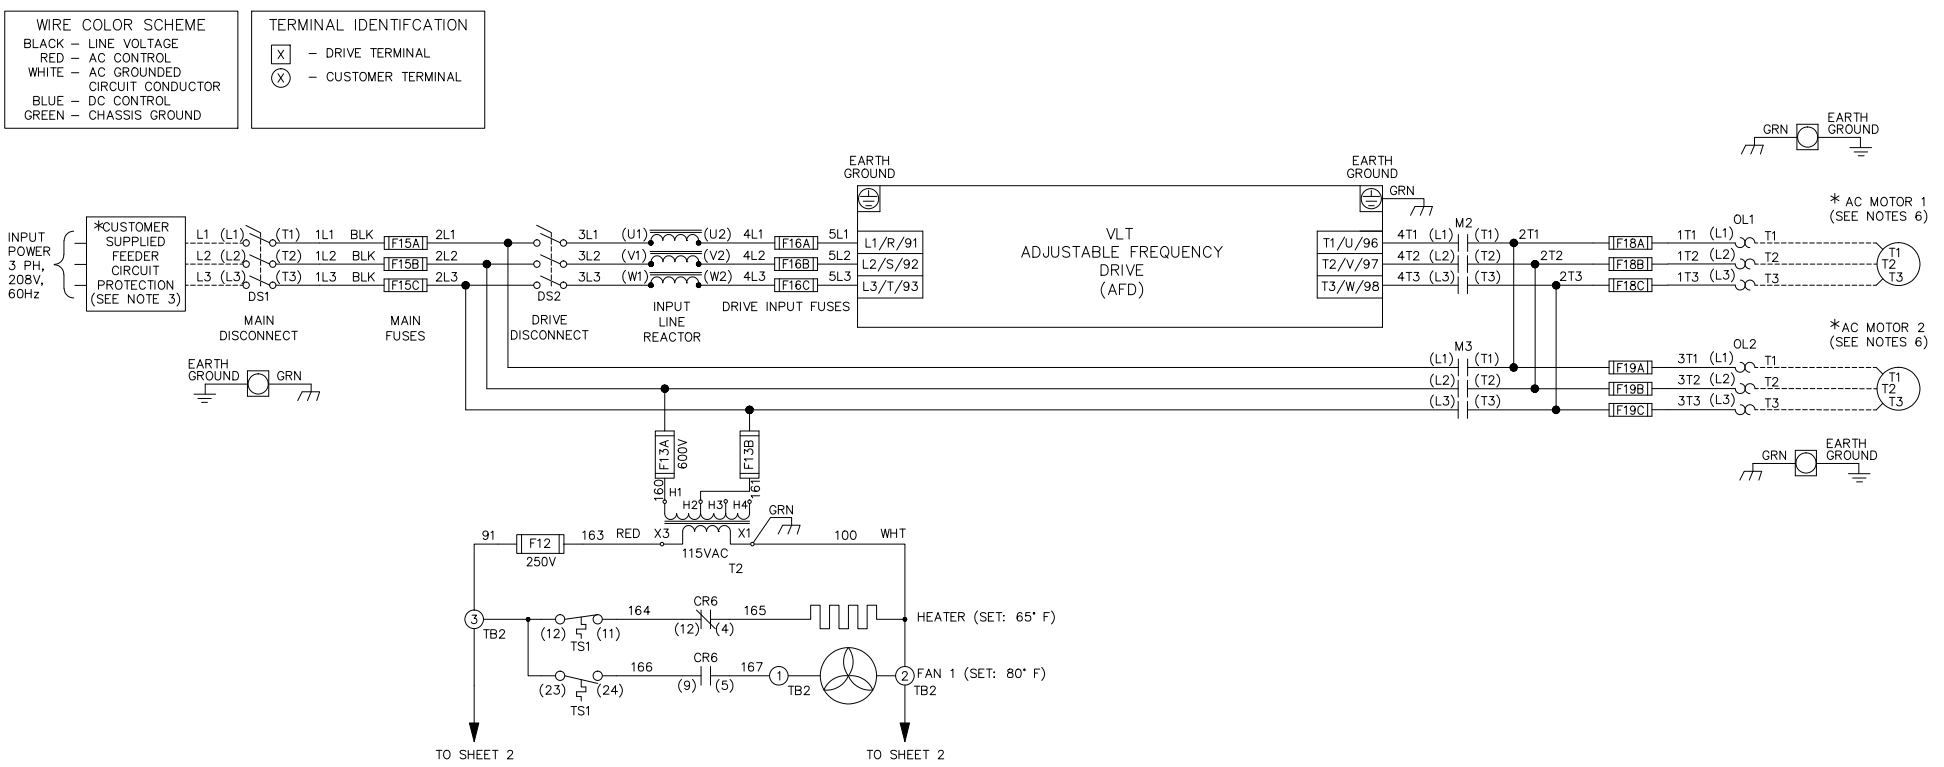 WIRE COLOR SCHEME
BLACK – LINE VOLTAGE
RED – AC CONTROL
WHITE – AC GROUNDED
CIRCUIT CONDUCTOR
BLUE – DC CONTROL
GREEN – CHASSIS GROUND
TERMINAL IDENTIFCATION
X – DRIVE TERMINAL
X – CUSTOMER TERMINAL
INPUT
POWER
3 PH,
208V,
60Hz
*CUSTOMER
SUPPLIED
FEEDER
CIRCUIT
PROTECTION
(SEE NOTE 3)
L1 (L1) (T1) 1L1 BLK F15A 2L1
L2 (L2) (T2) 1L2 BLK F15B 2L2
L3 (L3) (T3) 1L3 BLK F15C 2L3
DS1
MAIN
DISCONNECT
MAIN
FUSES
3L1 (U1) (U2) 4L1 F16A 5L1
3L2 (V1) (V2) 4L2 F16B 5L2
3L3 (W1) (W2) 4L3 F16C 5L3
DS2
DRIVE
DISCONNECT
INPUT
LINE
REACTOR
DRIVE INPUT FUSES
EARTH
GROUND
L1/R/91
L2/S/92
L3/T/93
VLT
ADJUSTABLE FREQUENCY
DRIVE
(AFD)
EARTH
GROUND
GRN
T1/U/96
T2/V/97
T3/W/98
M2
4T1 (L1) (T1) 2T1 F18A 1T1 (L1) T1
4T2 (L2) (T2) 2T2 F18B 1T2 (L2) T2
4T3 (L3) (T3) 2T3 F18C 1T3 (L3) T3
OL1
GRN
EARTH
GROUND
* AC MOTOR 1
(SEE NOTES 6)
T1
T2
T3
M3
(L1) (T1) F19A 3T1 (L1) T1
(L2) (T2) F19B 3T2 (L2) T2
(L3) (T3) F19C 3T3 (L3) T3
OL2
*AC MOTOR 2
(SEE NOTES 6)
T1
T2
T3
GRN
EARTH
GROUND
EARTH
GROUND
GRN
F13A
600V
F13B
160
H1
H2
H3
H4
161
GRN
91 F12 163 RED X3 X1 100 WHT
250V
115VAC
T2
3
TB2
164 CR6 165
(12) (11) (12) (4)
TS1
HEATER (SET: 65° F)
166 CR6 167 1
(23) (24) (9) (5) TB2
TS1
2
TB2
FAN 1 (SET: 80° F)
TO SHEET 2
TO SHEET 2